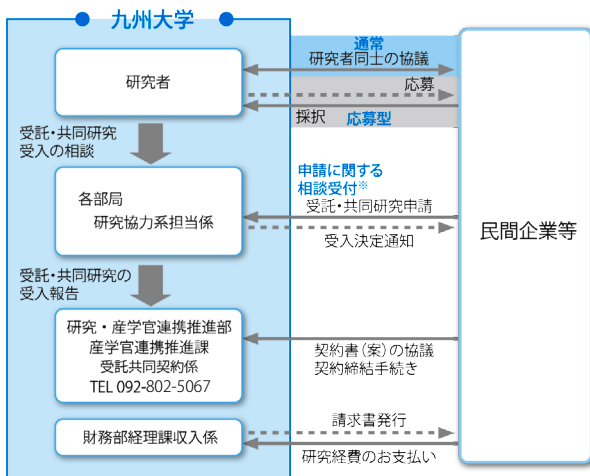 九州大学
通常
研究者同士の協議
研究者
応募
採択 応募型
受託・共同研究
受入の相談
申請に関する
相談受付※
各部局
研究協力系担当係
受託・共同研究申請
受入決定通知
民間企業等
受託・共同研究の
受入報告
研究・産学官連携推進部
産学官連携推進課
受託共同契約係
TEL 092-802-5067
契約書（案）の協議
契約締結手続き
財務部経理課収入係
請求書発行
研究経費のお支払い